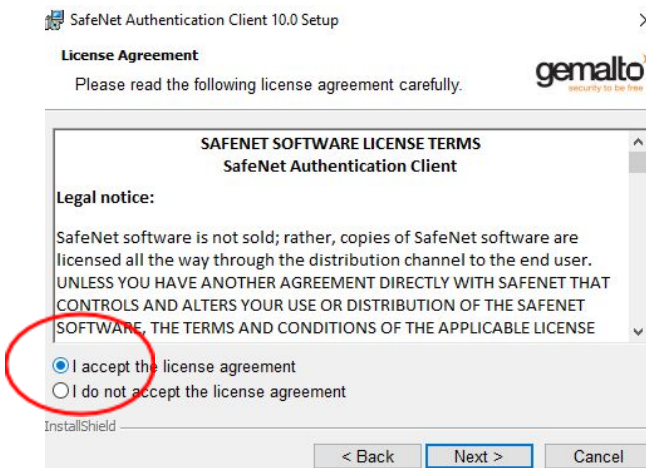 SafeNet Authentication Client 10.0 Setup
License Agreement
Please read the following license agreement carefully.
gemalto
security to be free
SAFENET SOFTWARE LICENSE TERMS
SafeNet Authentication Client
Legal notice:
SafeNet software is not sold; rather, copies of SafeNet software are
licensed all the way through the distribution channel to the end user.
UNLESS YOU HAVE ANOTHER AGREEMENT DIRECTLY WITH SAFENET THAT
CONTROLS AND ALTERS YOUR USE OR DISTRIBUTION OF THE SAFENET
SOFTWARE, THE TERMS AND CONDITIONS OF THE APPLICABLE LICENSE
I accept the license agreement
I do not accept the license agreement
InstallShield
< Back Next > Cancel